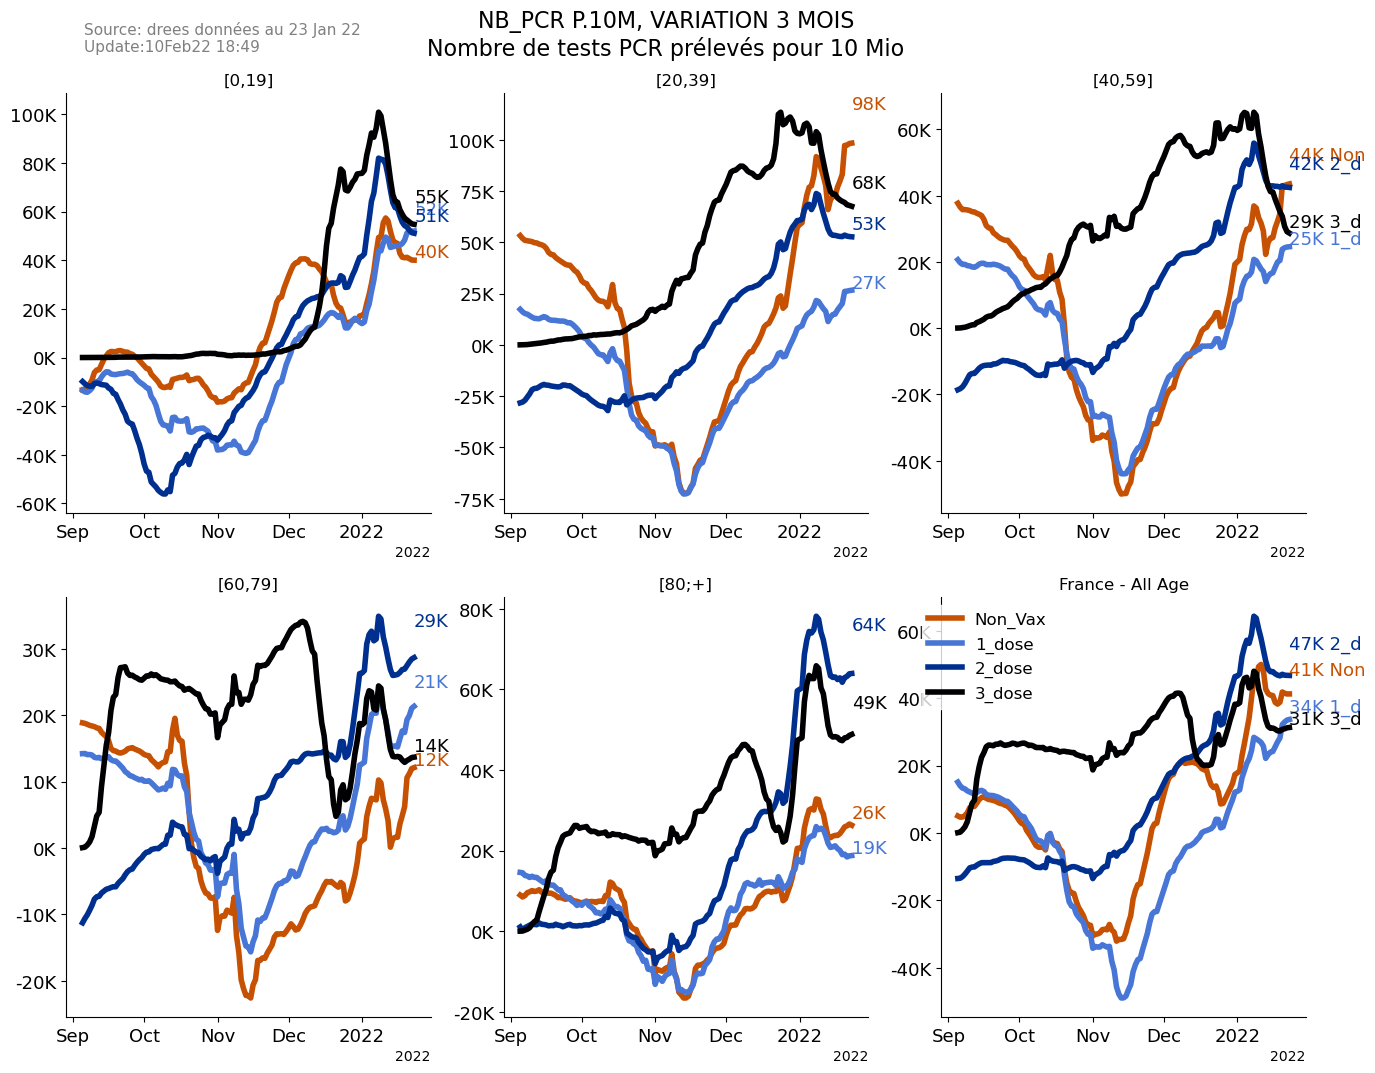 Source: drees données au 23 Jan 22
Update:10Feb22 18:49
NB_PCR P.10M, VARIATION 3 MOIS
Nombre de tests PCR prélevés pour 10 Mio
[0,19]
100K
80K
60K
40K
20K
0K
-20K
-40K
-60K
55K
52K
51K
40K
Sep Oct Nov Dec 2022
2022
[20,39]
100K
75K
50K
25K
0K
-25K
-50K
-75K
98K
68K
53K
27K
Sep Oct Nov Dec 2022
2022
[40,59]
60K
40K
20K
0K
-20K
-40K
44K Non
42K 2_d
29K 3_d
25K 1_d
Sep Oct Nov Dec 2022
2022
[60,79]
30K
20K
10K
0K
-10K
-20K
29K
21K
14K
12K
Sep Oct Nov Dec 2022
2022
[80;+]
80K
60K
40K
20K
0K
-20K
64K
49K
26K
19K
Sep Oct Nov Dec 2022
2022
France - All Age
Non_Vax
1_dose
2_dose
3_dose
60K
20K
0K
-20K
-40K
47K 2_d
41K Non
34K 1_d
31K 3_d
Sep Oct Nov Dec 2022
2022